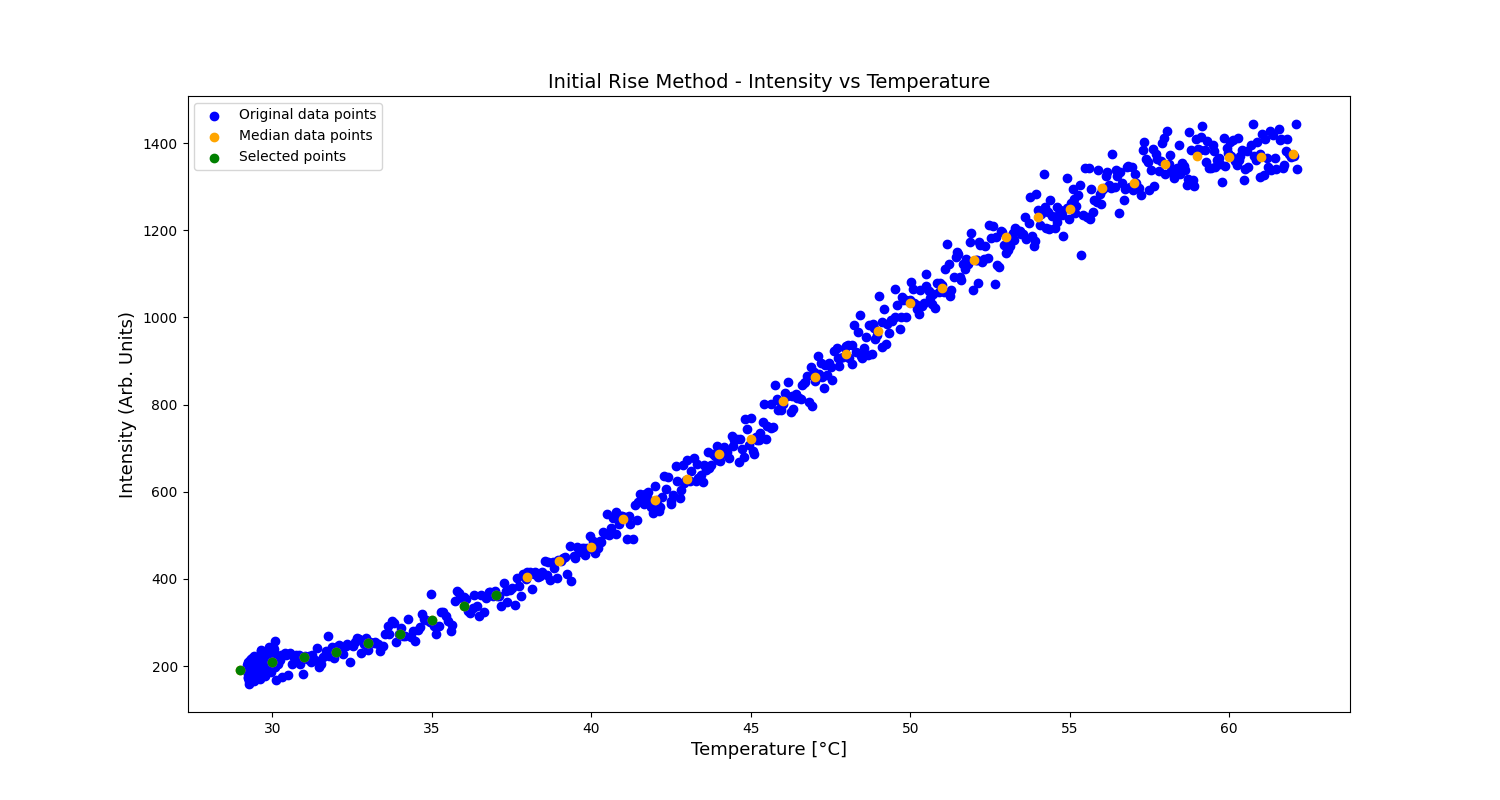 Initial Rise Method - Intensity vs Temperature
Original data points
Median data points
Selected points
1400
1200
1000
800
600
400
200
Intensity (Arb. Units)
30 35 40 45 50 55 60
Temperature [°C]